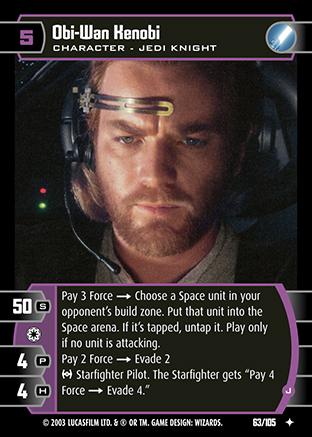 5 Obi-Wan Kenobi
CHARACTER - JEDI KNIGHT
50 S
4 P
4 H
Pay 3 Force → Choose a Space unit in your
opponent's build zone. Put that unit into the
Space arena. If it's tapped, untap it. Play only
if no unit is attacking.
Pay 2 Force → Evade 2
Starfighter Pilot. The Starfighter gets "Pay 4
Force → Evade 4."
J
© 2003 LUCASFILM LTD. & ® OR TM. GAME DESIGN: WIZARDS. 63/105